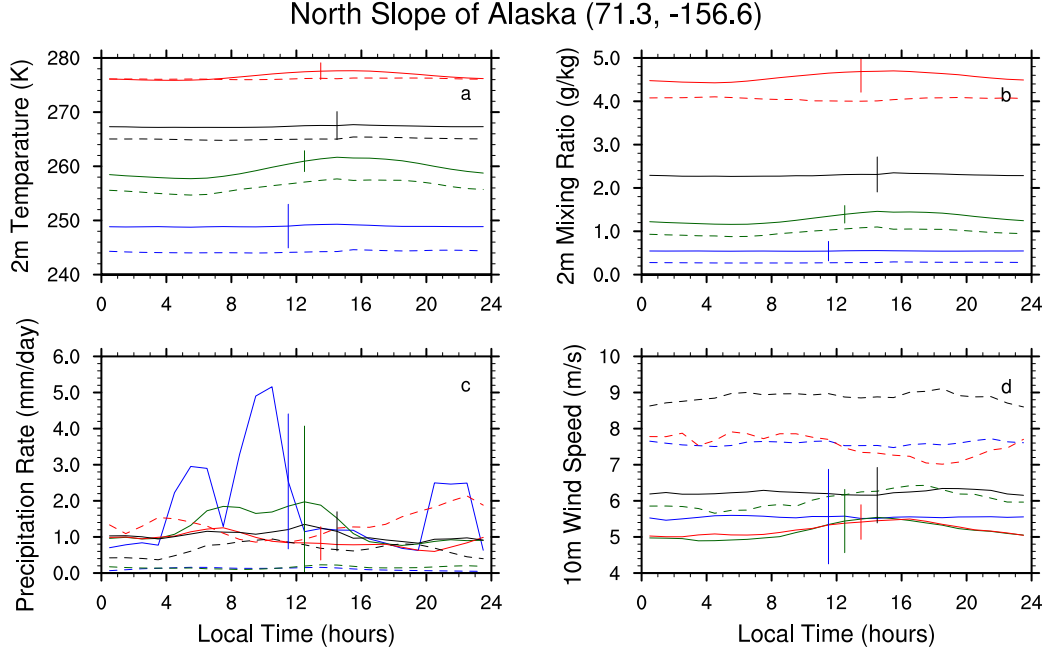 North Slope of Alaska (71.3, -156.6)
2m Temparature (K)
280
270
260
250
240
a
0 4 8 12 16 20 24
2m Mixing Ratio (g/kg)
5.0
4.0
3.0
2.0
1.0
0.0
b
0 4 8 12 16 20 24
Precipitation Rate (mm/day)
6.0
5.0
4.0
3.0
2.0
1.0
0.0
c
0 4 8 12 16 20 24
Local Time (hours)
10m Wind Speed (m/s)
10
9
8
7
6
5
4
d
0 4 8 12 16 20 24
Local Time (hours)